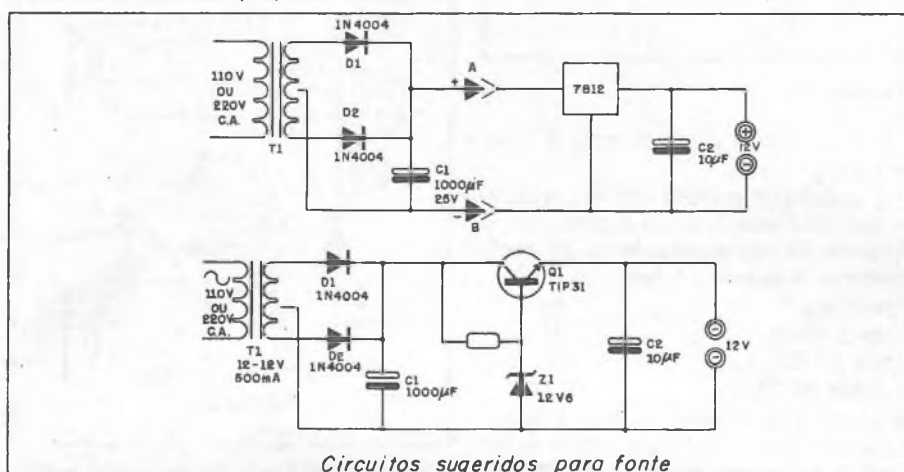 1N4004
D1
110V
OU
220V
C.A.
T1
D2
1N4004
C1
1000µF
25V
A
+
-
B
7812
C2
10µF
+
12V
-
D1
1N4004
110V
OU
220V
C.A.
T1
12-12V
500mA
D2
1N4004
C1
1000µF
Q1
TIP31
Z1
12V6
C2
10µF
-
12V
-
Circuitos sugeridos para fonte